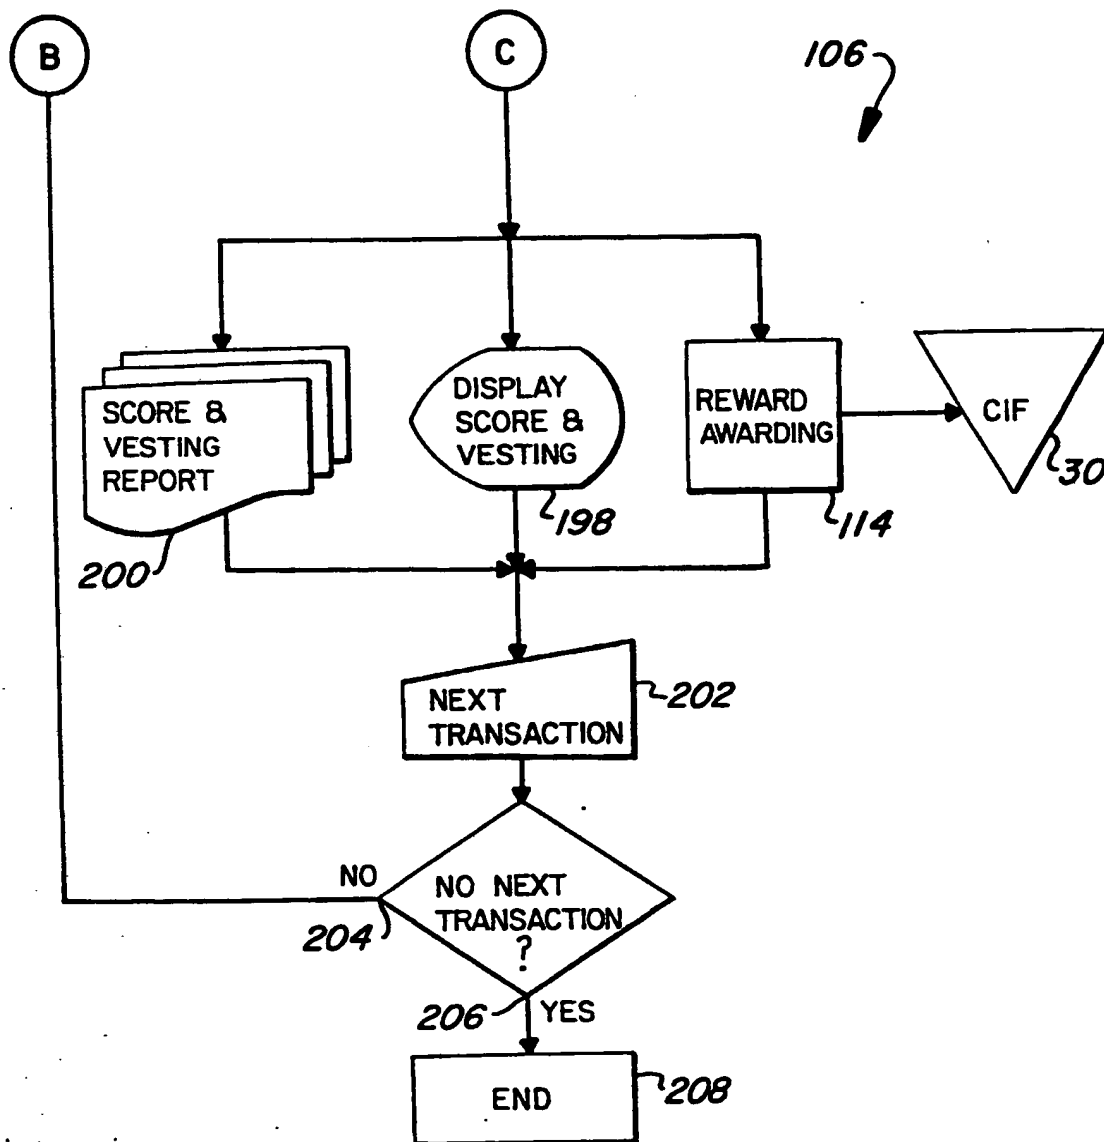 B
C
106
SCORE &
VESTING
REPORT
200
DISPLAY
SCORE &
VESTING
198
REWARD
AWARDING
114
CIF
30
NEXT
TRANSACTION
202
NO
NO NEXT
TRANSACTION
?
204
206
YES
END
208